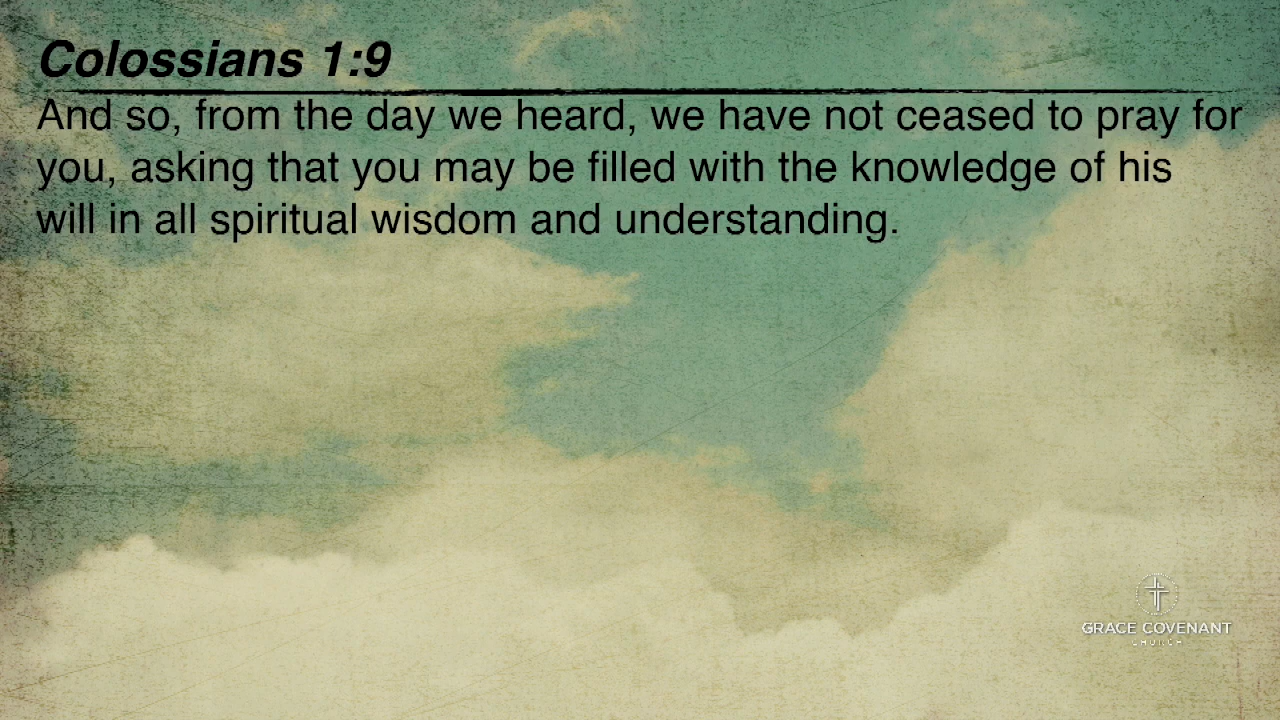 Colossians 1:9
And so, from the day we heard, we have not ceased to pray for
you, asking that you may be filled with the knowledge of his
will in all spiritual wisdom and understanding.
GRACE COVENANT
CHURCH